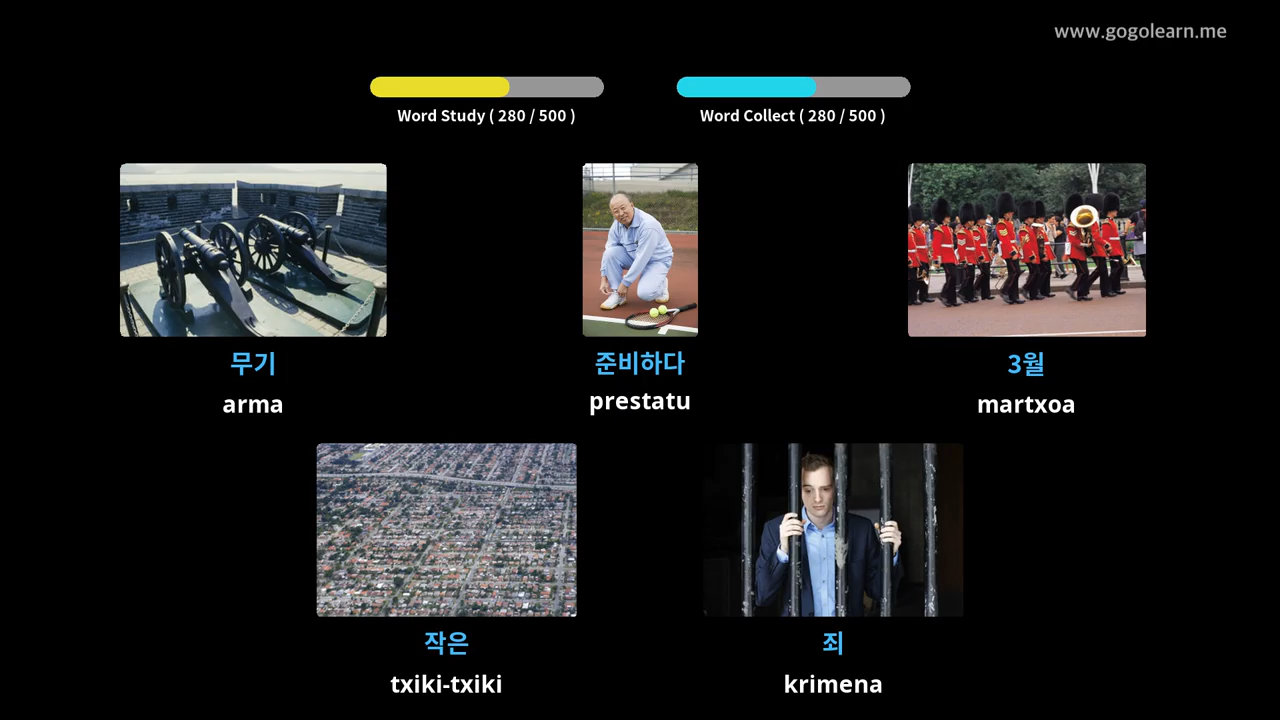 www.gogolearn.me
Word Study ( 280 / 500 )
Word Collect ( 280 / 500 )
무기
arma
준비하다
prestatu
3월
martxoa
작은
txiki-txiki
죄
krimena